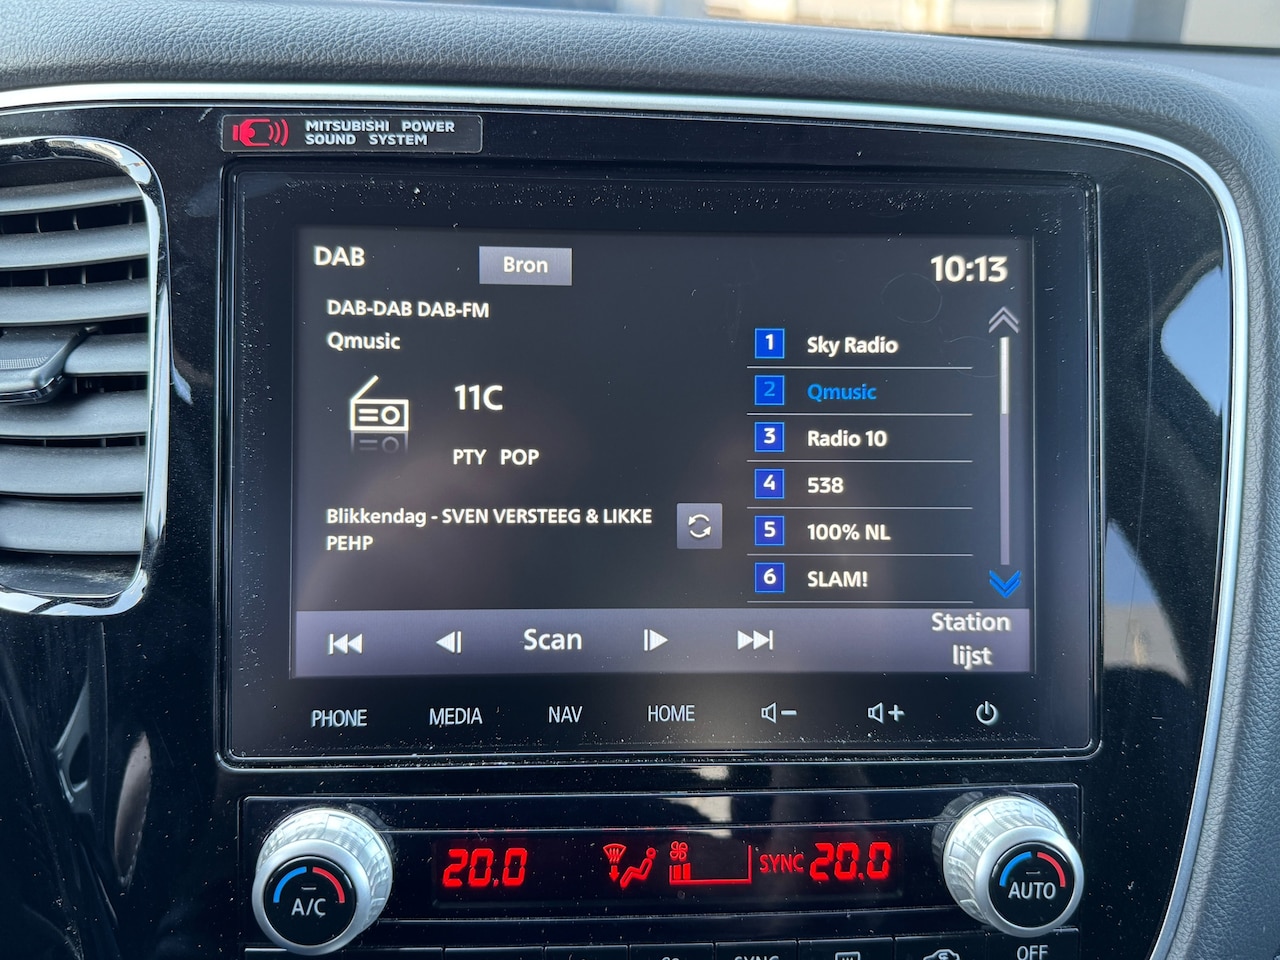 MITSUBISHI POWER
SOUND SYSTEM
DAB
Bron
10:13
DAB-DAB DAB-FM
Qmusic
11C
PTY POP
Blikkendag - SVEN VERSTEEG & LIKKE
PEHP
1 Sky Radio
2 Qmusic
3 Radio 10
4 538
5 100% NL
6 SLAM!
Scan
Station
lijst
PHONE
MEDIA
NAV
HOME
A/C
20.0
SYNC
20.0
AUTO
SYNC
OFF